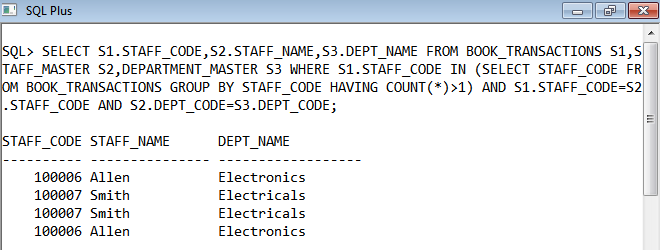 SQL Plus
SQL> SELECT S1.STAFF_CODE,S2.STAFF_NAME,S3.DEPT_NAME FROM BOOK_TRANSACTIONS S1,S
TAFF_MASTER S2,DEPARTMENT_MASTER S3 WHERE S1.STAFF_CODE IN (SELECT STAFF_CODE FR
OM BOOK_TRANSACTIONS GROUP BY STAFF_CODE HAVING COUNT(*)>1) AND S1.STAFF_CODE=S2
.STAFF_CODE AND S2.DEPT_CODE=S3.DEPT_CODE;
STAFF_CODE STAFF_NAME      DEPT_NAME
---------- --------------- ------------------
    100006 Allen           Electronics
    100007 Smith           Electricals
    100007 Smith           Electricals
    100006 Allen           Electronics